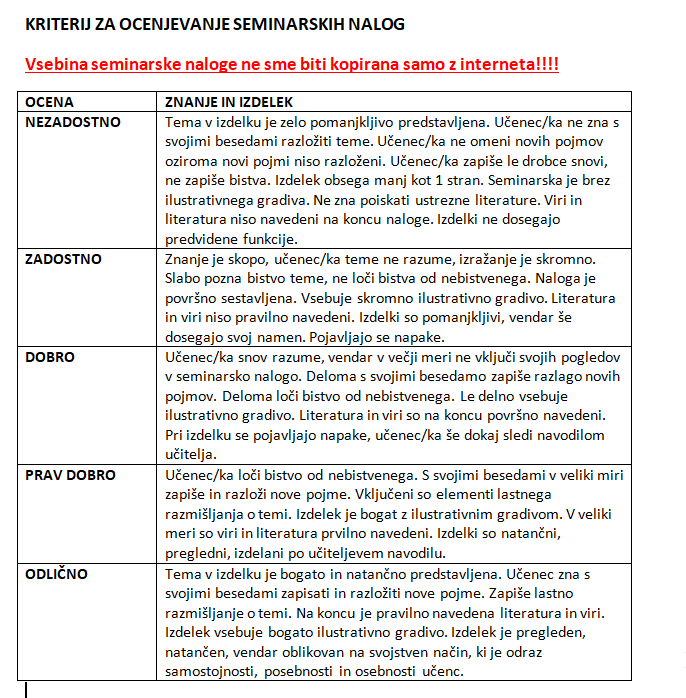 KRITERIJ ZA OCENJEVANJE SEMINARSKIH NALOG
Vsebina seminarske naloge ne sme biti kopirana samo z interneta!!!!
OCENA ZNANJE IN IZDELEK
NEZADOSTNO Tema v izdelku je zelo pomanjkljivo predstavljena. Učenec/ka ne zna s
svojimi besedami razložiti teme. Učenec/ka ne omeni novih pojmov
oziroma novi pojmi niso razloženi. Učenec/ka zapiše le drobce snovi,
ne zapiše bistva. Izdelek obsega manj kot 1 stran. Seminarska je brez
ilustrativnega gradiva. Ne zna poiskati ustrezne literature. Viri in
literatura niso navedeni na koncu naloge. Izdelki ne dosegajo
predvidene funkcije.
ZADOSTNO Znanje je skopo, učenec/ka teme ne razume, izražanje je skromno.
Slabo pozna bistvo teme, ne loči bistva od nebistvenega. Naloga je
površno sestavljena. Vsebuje skromno ilustrativno gradivo. Literatura
in viri niso pravilno navedeni. Izdelki so pomanjkljivi, vendar še
dosegajo svoj namen. Pojavljajo se napake.
DOBRO Učenec/ka snov razume, vendar v večji meri ne vključi svojih pogledov
v seminarsko nalogo. Deloma s svojimi besedamo zapiše razlago novih
pojmov. Deloma loči bistvo od nebistvenega. Le delno vsebuje
ilustrativno gradivo. Literatura in viri so na koncu površno navedeni.
Pri izdelku se pojavljajo napake, učenec/ka še dokaj sledi navodilom
učitelja.
PRAV DOBRO Učenec/ka loči bistvo od nebistvenega. S svojimi besedami v veliki miri
zapiše in razloži nove pojme. Vključeni so elementi lastnega
razmišljanja o temi. Izdelek je bogat z ilustrativnim gradivom. V veliki
meri so viri in literatura prvilno navedeni. Izdelki so natančni,
pregledni, izdelani po učiteljevem navodilu.
ODLIČNO Tema v izdelku je bogato in natančno predstavljena. Učenec zna s
svojimi besedami zapisati in razložiti nove pojme. Zapiše lastno
razmišljanje o temi. Na koncu je pravilno navedena literatura in viri.
Izdelek vsebuje bogato ilustrativno gradivo. Izdelek je pregleden,
natančen, vendar oblikovan na svojstven način, ki je odraz
samostojnosti, posebnosti in osebnosti učenc.